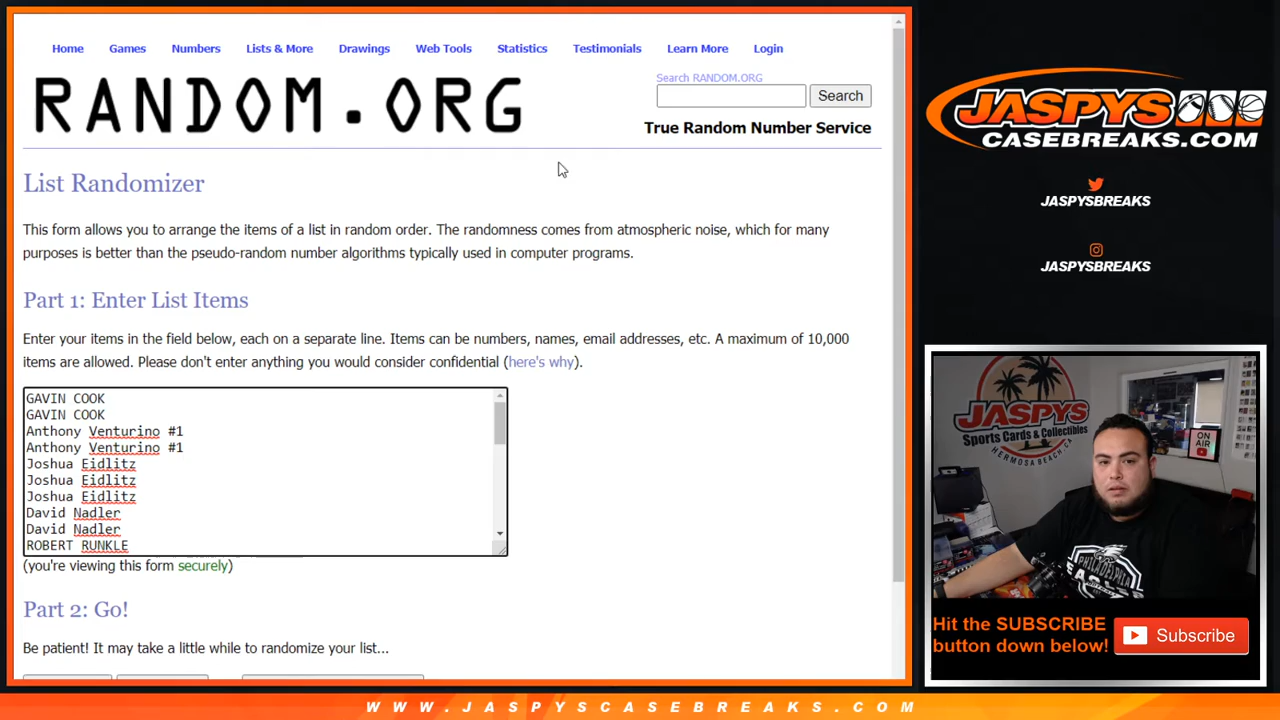 Home Games Numbers Lists & More Drawings Web Tools Statistics Testimonials Learn More Login
RANDOM.ORG
Search RANDOM.ORG
Search
True Random Number Service
List Randomizer
This form allows you to arrange the items of a list in random order. The randomness comes from atmospheric noise, which for many
purposes is better than the pseudo-random number algorithms typically used in computer programs.
Part 1: Enter List Items
Enter your items in the field below, each on a separate line. Items can be numbers, names, email addresses, etc. A maximum of 10,000
items are allowed. Please don't enter anything you would consider confidential (here's why).
GAVIN COOK
GAVIN COOK
Anthony Venturino #1
Anthony Venturino #1
Joshua Eidlitz
Joshua Eidlitz
Joshua Eidlitz
David Nadler
David Nadler
ROBERT RUNKLE
(you're viewing this form securely)
Part 2: Go!
Be patient! It may take a little while to randomize your list...
JASPYS
CASEBREAKS.COM
JASPYSBREAKS
JASPYSBREAKS
JASPYS
Sports Cards & Collectibles
HERMOSA BEACH, CA
ON
AIR
PHILADELPHIA
EAGLES
Hit the SUBSCRIBE
button down below!
Subscribe
WWW.JASPYSCASEBREAKS.COM